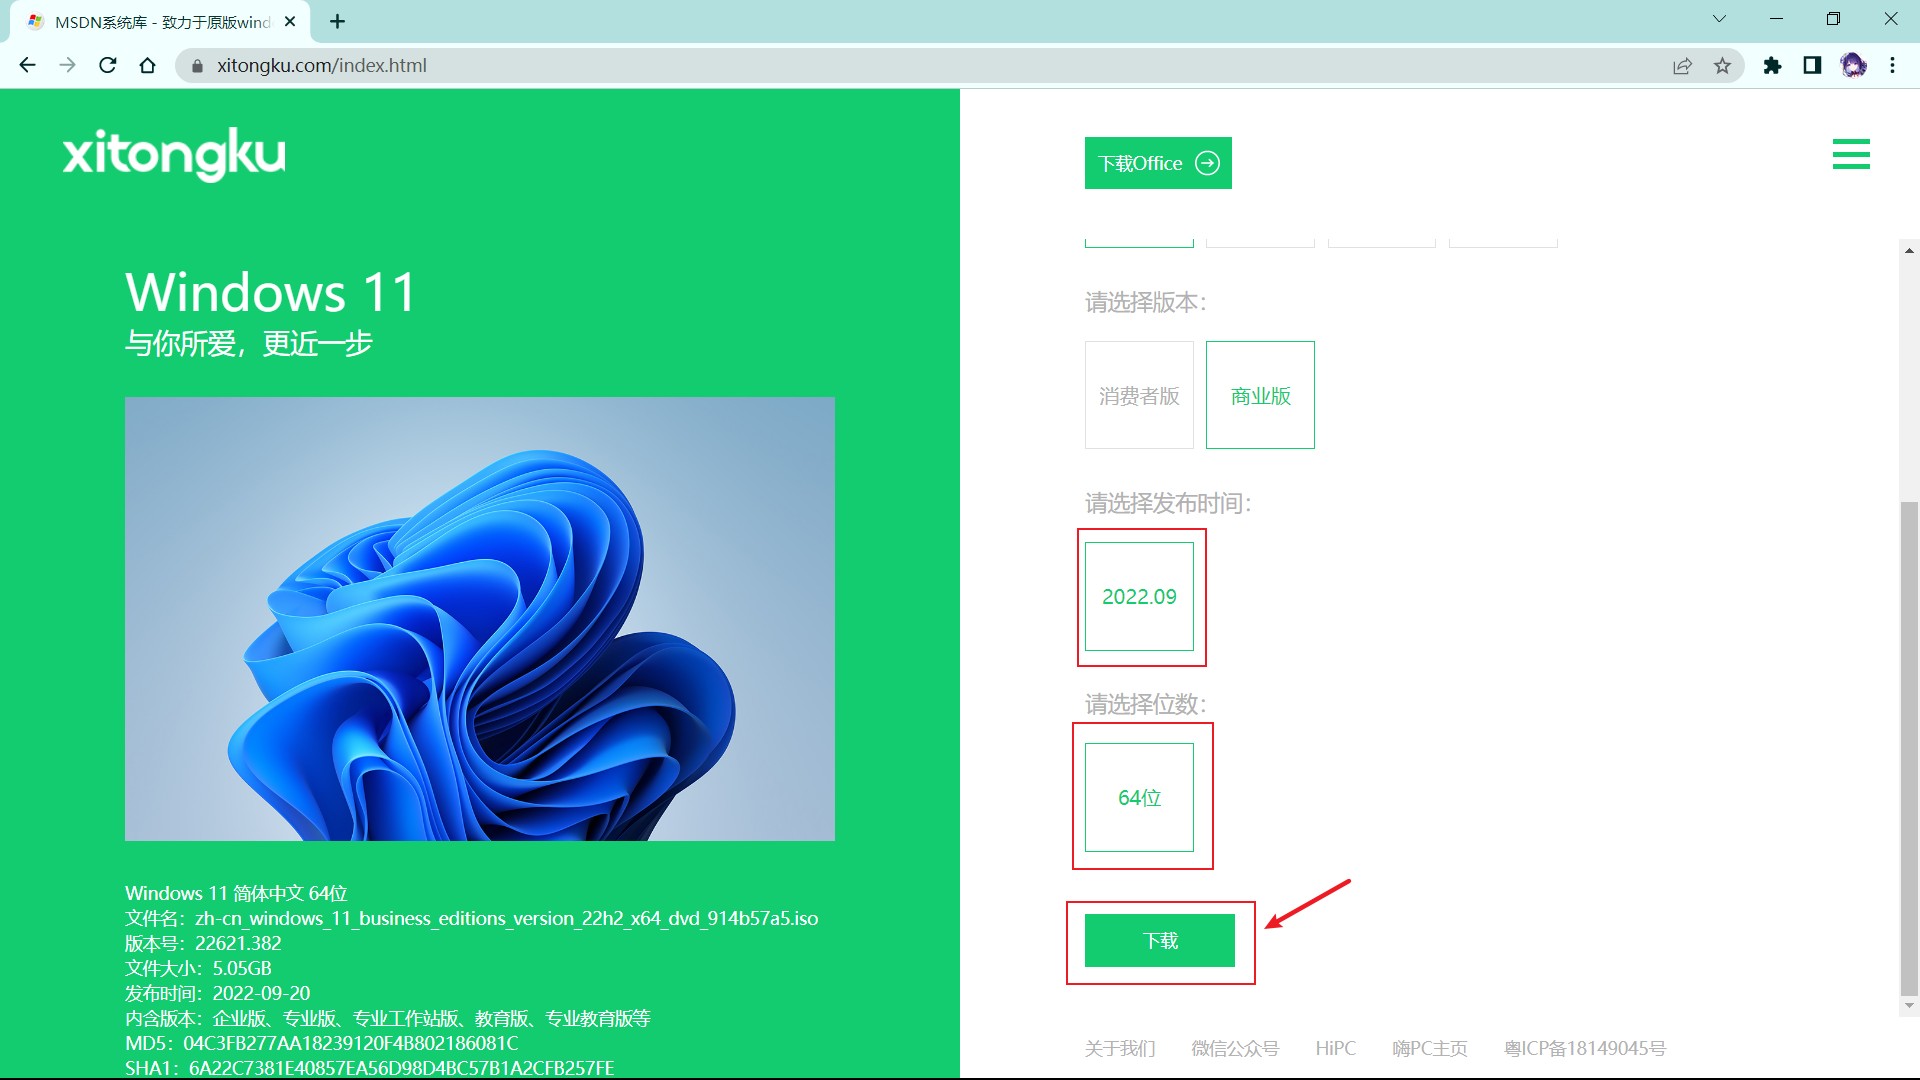 MSDN系统库 - 致力于原版wind
xitongku.com/index.html
xitongku
下载Office
Windows 11
与你所爱，更近一步
请选择版本：
消费者版
商业版
请选择发布时间：
2022.09
请选择位数：
64位
下载
Windows 11 简体中文 64位
文件名：zh-cn_windows_11_business_editions_version_22h2_x64_dvd_914b57a5.iso
版本号：22621.382
文件大小：5.05GB
发布时间：2022-09-20
内含版本：企业版、专业版、专业工作站版、教育版、专业教育版等
MD5：04C3FB277AA18239120F4B802186081C
SHA1：6A22C7381E40857EA56D98D4BC57B1A2CFB257FE
关于我们 微信公众号 HiPC 嗨PC主页 粤ICP备18149045号